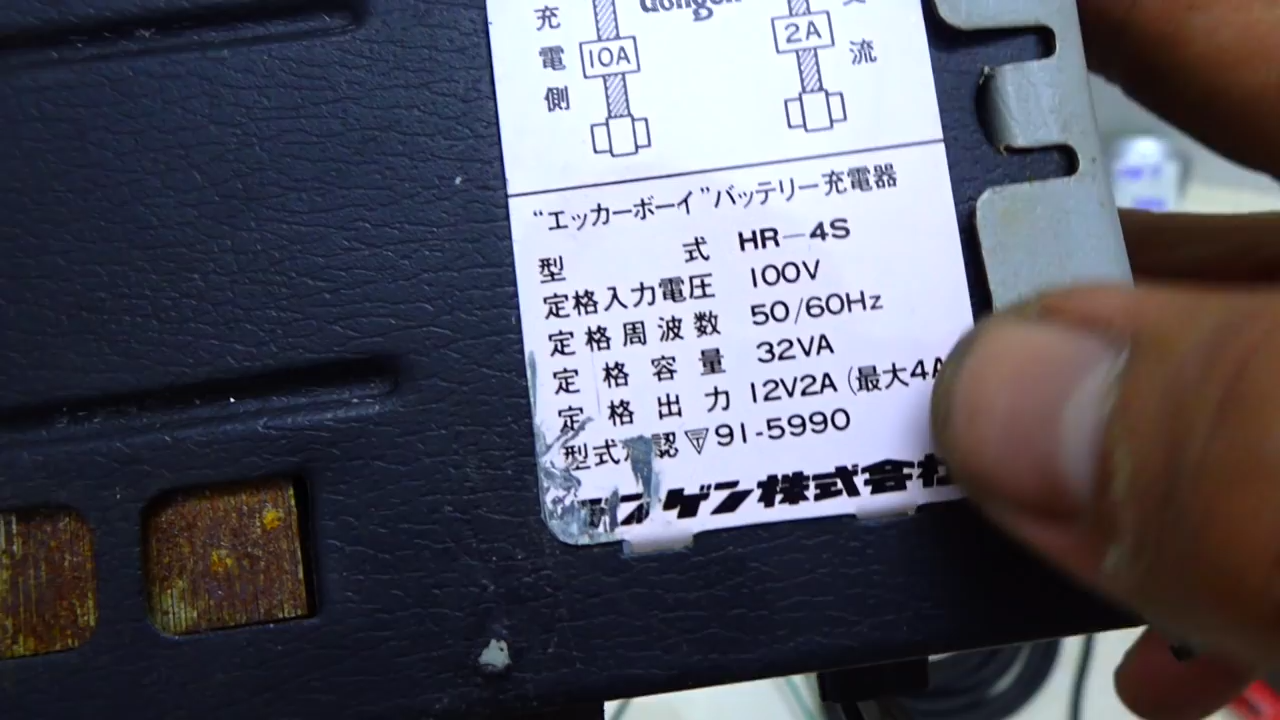 充電側
10A
2A
流
“エッカーボーイ”バッテリー充電器
型式 HR-4S
定格入力電圧 100V
定格周波数 50/60Hz
定格容量 32VA
定格出力 12V2A (最大4A
型式 認 91-5990
ンゲン株式会社